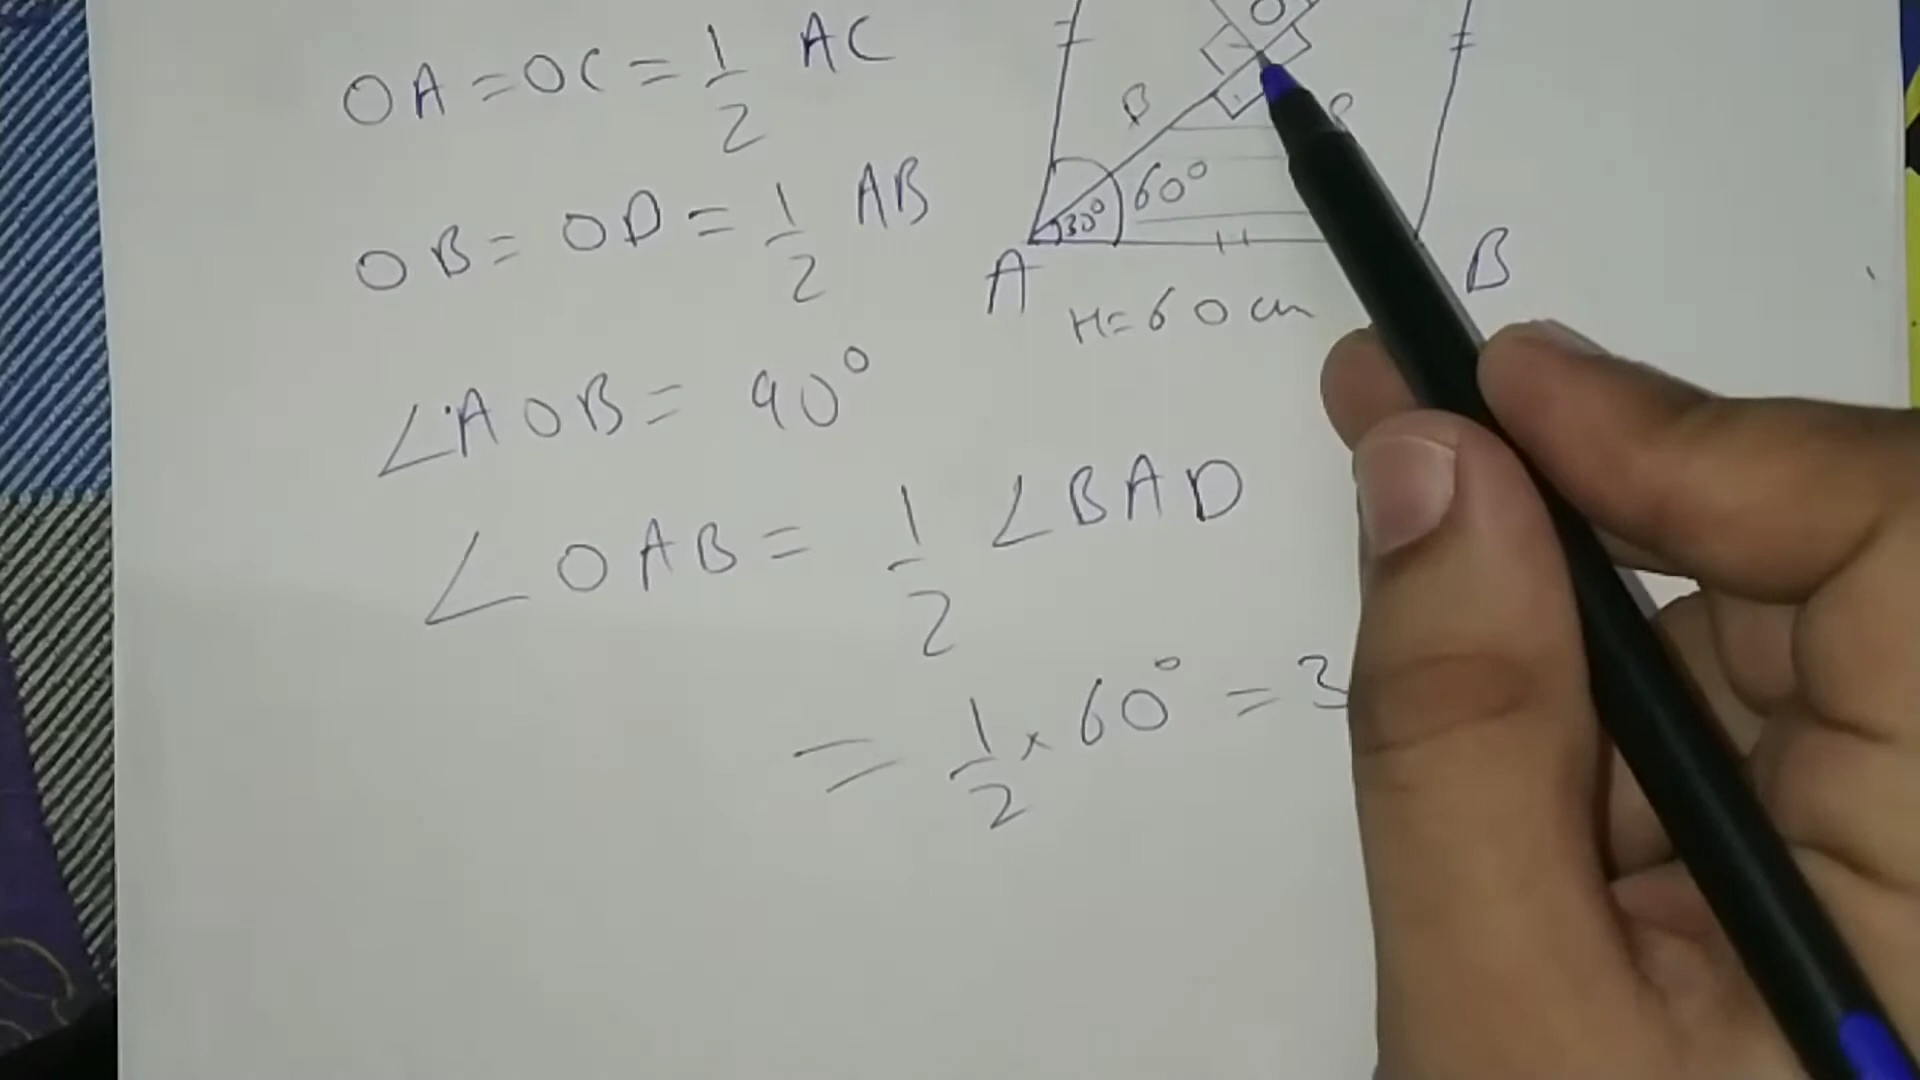 OA = OC = 1/2 AC
OB = OD = 1/2 AB
∠AOB = 90°
∠OAB = 1/2 ∠BAD
= 1/2 × 60° = 3
O
B
P
60°
30°
A
B
H = 60 cm